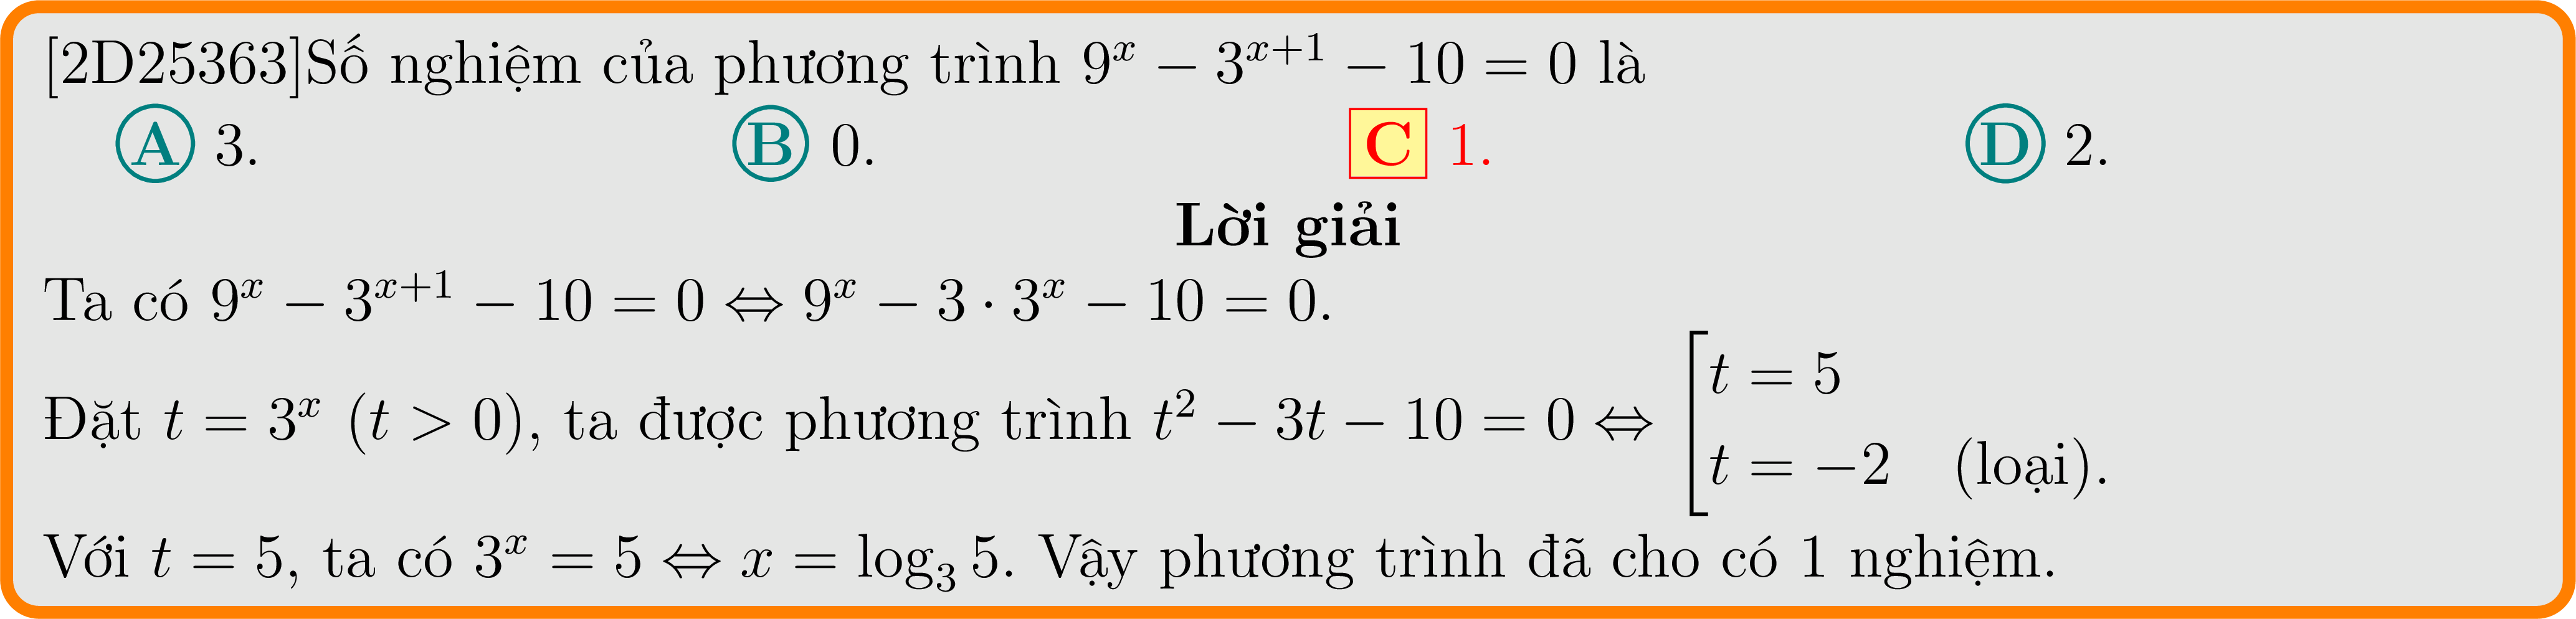 [2D25363]Số nghiệm của phương trình $9^x - 3^{x+1} - 10 = 0$ là
A 3. B 0. C 1. D 2.
Lời giải
Ta có $9^x - 3^{x+1} - 10 = 0 \Leftrightarrow 9^x - 3 \cdot 3^x - 10 = 0$.
Đặt $t = 3^x$ $(t > 0)$, ta được phương trình $t^2 - 3t - 10 = 0 \Leftrightarrow \left[\begin{array}{l} t = 5 \\ t = -2 \quad \text{(loại)}. \end{array}\right.$
Với $t = 5$, ta có $3^x = 5 \Leftrightarrow x = \log_3 5$. Vậy phương trình đã cho có 1 nghiệm.